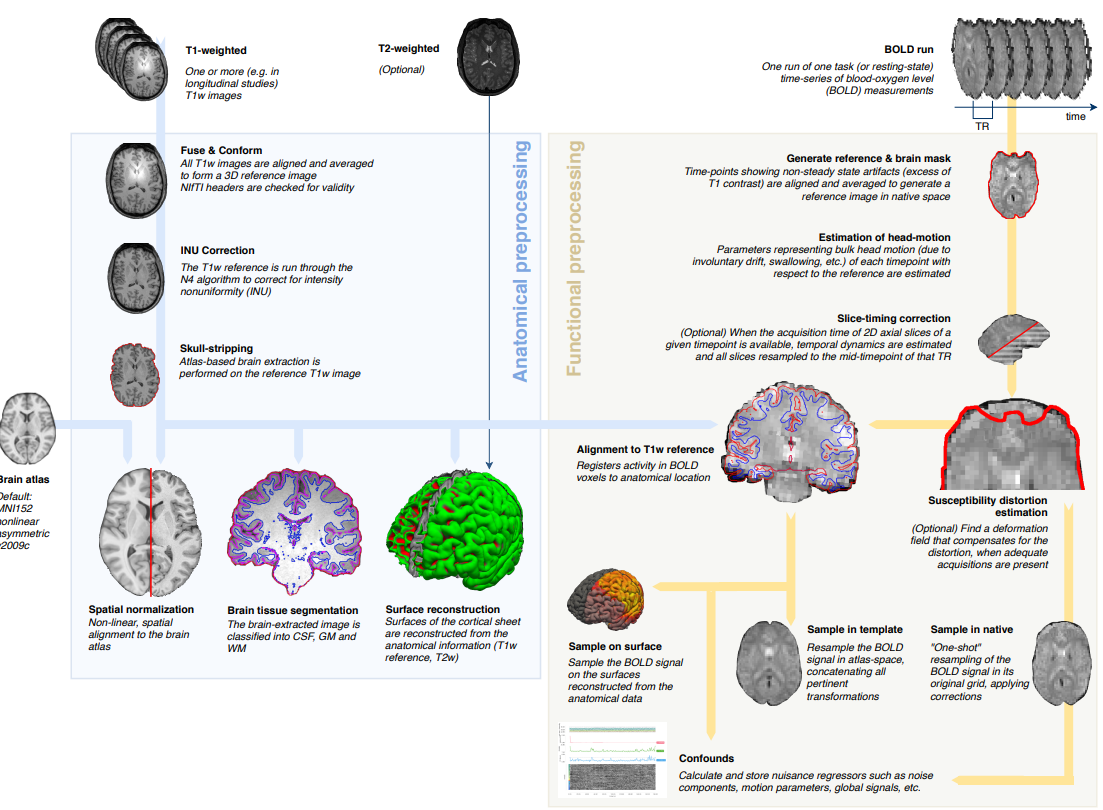 T1-weighted
One or more (e.g. in
longitudinal studies)
T1w images
T2-weighted
(Optional)
BOLD run
One run of one task (or resting-state)
time-series of blood-oxygen level
(BOLD) measurements
time
TR
Anatomical preprocessing
Fuse & Conform
All T1w images are aligned and averaged
to form a 3D reference image
NIfTI headers are checked for validity
INU Correction
The T1w reference is run through the
N4 algorithm to correct for intensity
nonuniformity (INU)
Skull-stripping
Atlas-based brain extraction is
performed on the reference T1w image
Brain atlas
Default:
MNI152
nonlinear
asymmetric
v2009c
Spatial normalization
Non-linear, spatial
alignment to the brain
atlas
Brain tissue segmentation
The brain-extracted image is
classified into CSF, GM and
WM
Surface reconstruction
Surfaces of the cortical sheet
are reconstructed from the
anatomical information (T1w
reference, T2w)
Functional preprocessing
Generate reference & brain mask
Time-points showing non-steady state artifacts (excess of
T1 contrast) are aligned and averaged to generate a
reference image in native space
Estimation of head-motion
Parameters representing bulk head motion (due to
involuntary drift, swallowing, etc.) of each timepoint with
respect to the reference are estimated
Slice-timing correction
(Optional) When the acquisition time of 2D axial slices of a
given timepoint is available, temporal dynamics are estimated
and all slices resampled to the mid-timepoint of that TR
Alignment to T1w reference
Registers activity in BOLD
voxels to anatomical location
Susceptibility distortion
estimation
(Optional) Find a deformation
field that compensates for the
distortion, when adequate
acquisitions are present
Sample on surface
Sample the BOLD signal
on the surfaces
reconstructed from the
anatomical data
Sample in template
Resample the BOLD
signal in atlas-space,
concatenating all
pertinent
transformations
Sample in native
"One-shot"
resampling of the
BOLD signal in its
original grid, applying
corrections
Confounds
Calculate and store nuisance regressors such as noise
components, motion parameters, global signals, etc.